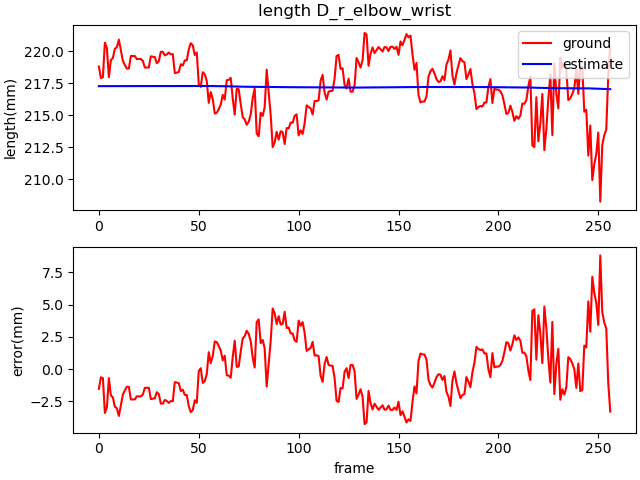 length D_r_elbow_wrist
length(mm)
220.0
217.5
215.0
212.5
210.0
ground
estimate
0 50 100 150 200 250
error(mm)
7.5
5.0
2.5
0.0
−2.5
0 50 100 150 200 250
frame